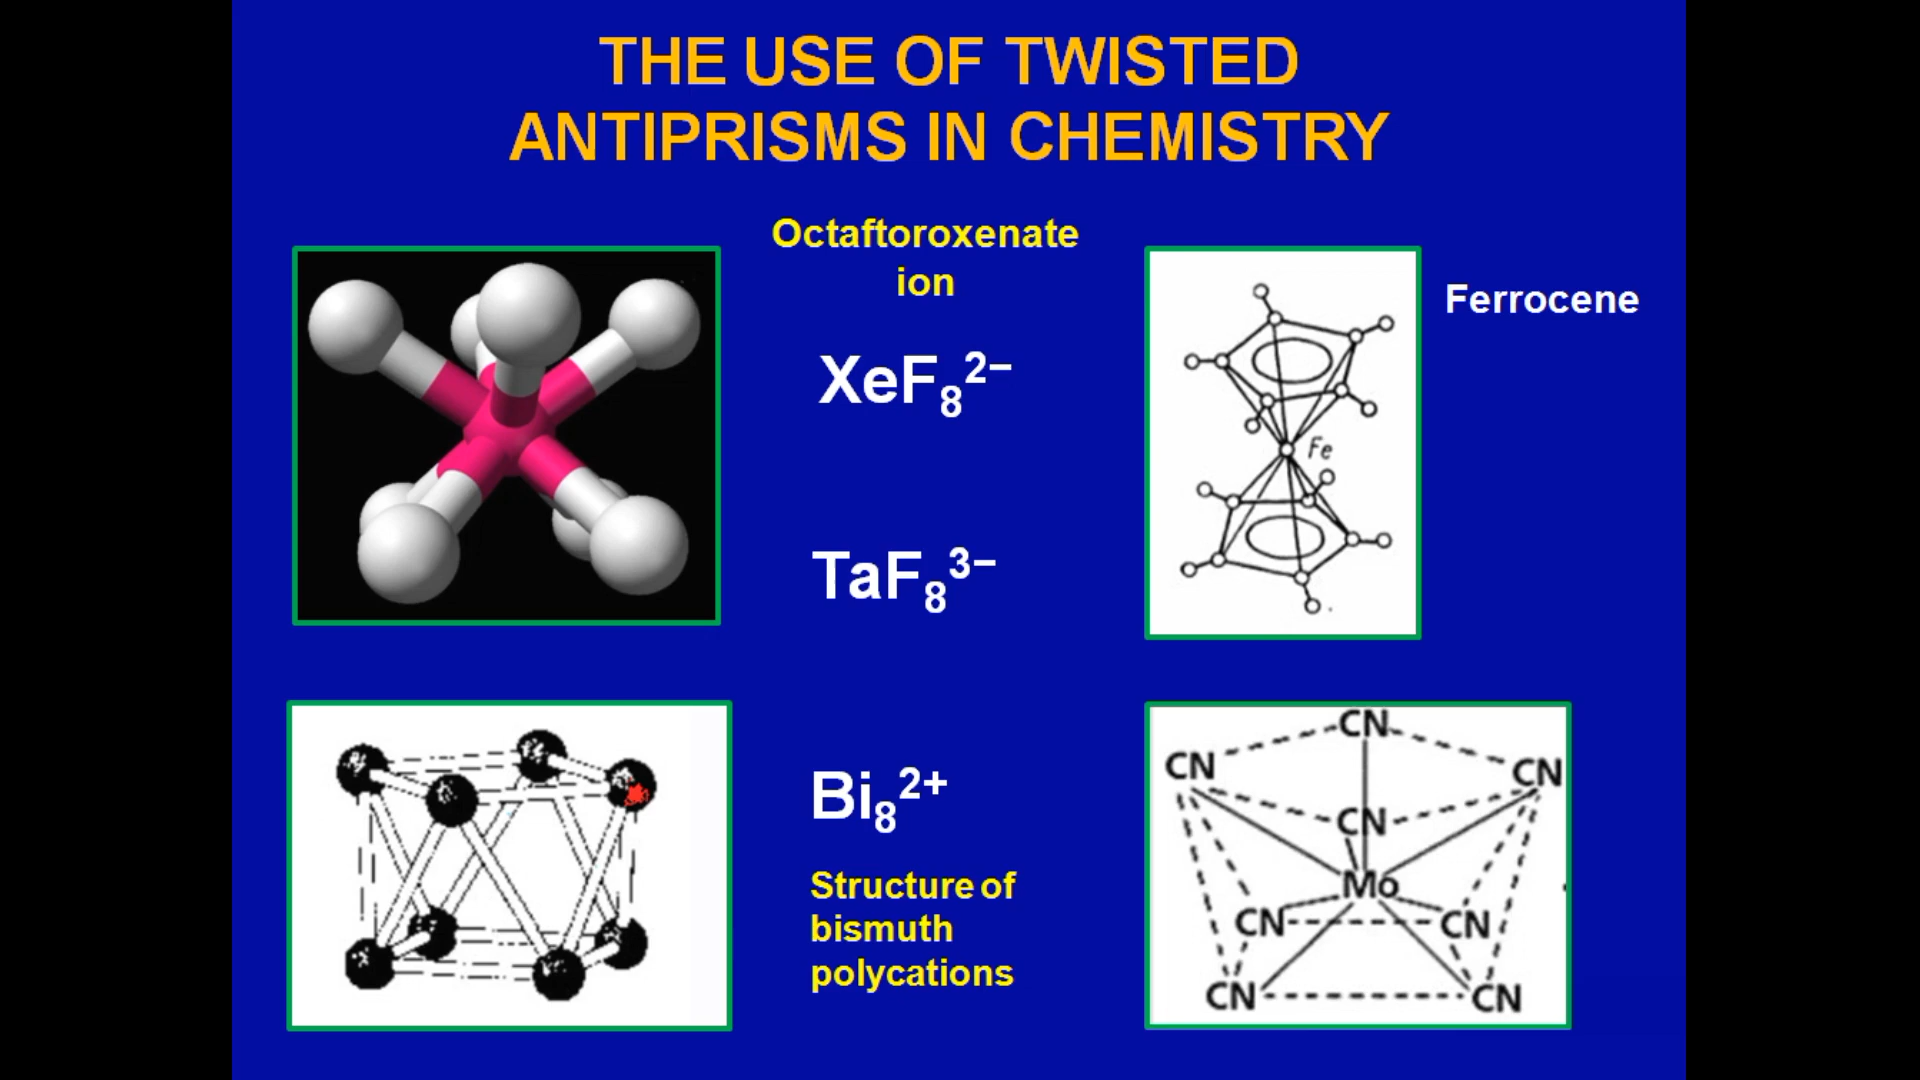 THE USE OF TWISTED
ANTIPRISMS IN CHEMISTRY
Octaftoroxenate
ion
XeF₈²⁻
TaF₈³⁻
Ferrocene
Fe
Bi₈²⁺
Structure of
bismuth
polycations
CN
CN CN
CN
Mo
CN CN
CN CN